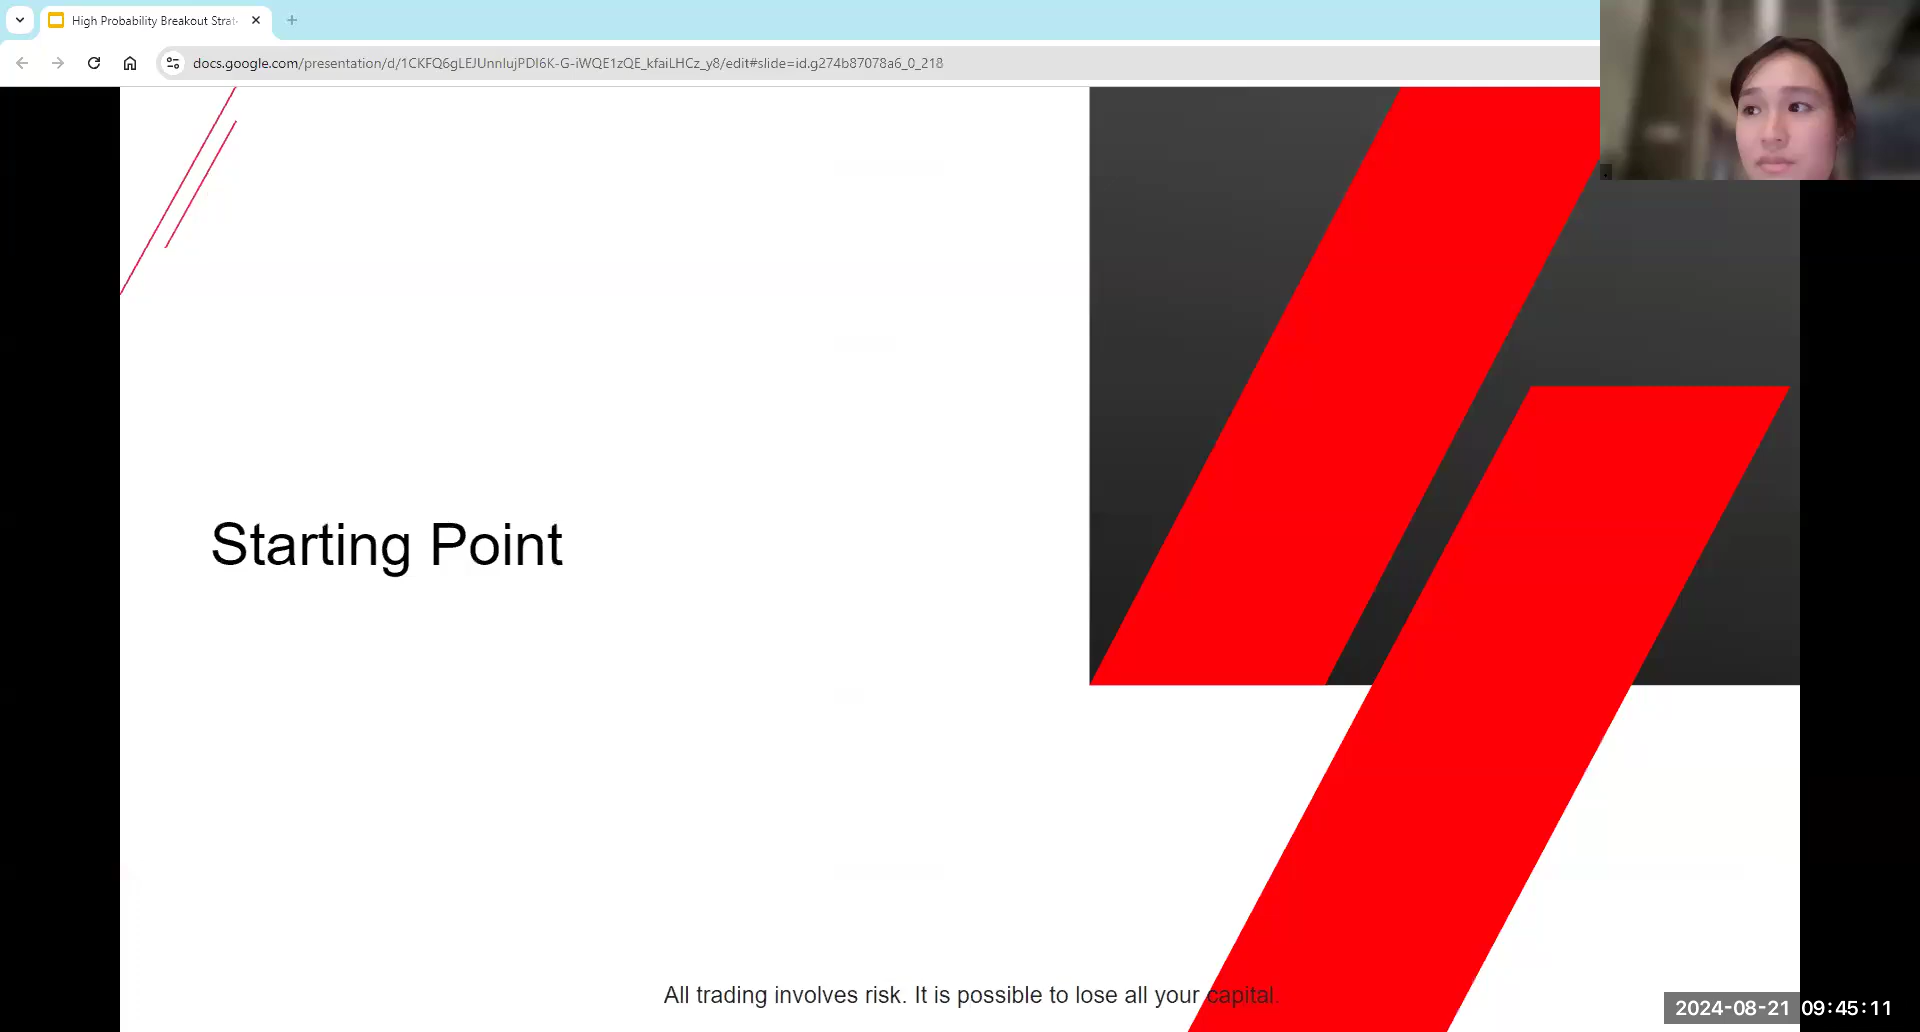 High Probability Breakout Strat
docs.google.com/presentation/d/1CKFQ6gLEJUnnlujPDI6K-G-iWQE1zQE_kfaiLHCz_y8/edit#slide=id.g274b87078a6_0_218
Starting Point
All trading involves risk. It is possible to lose all your capital.
2024-08-21 09:45:11